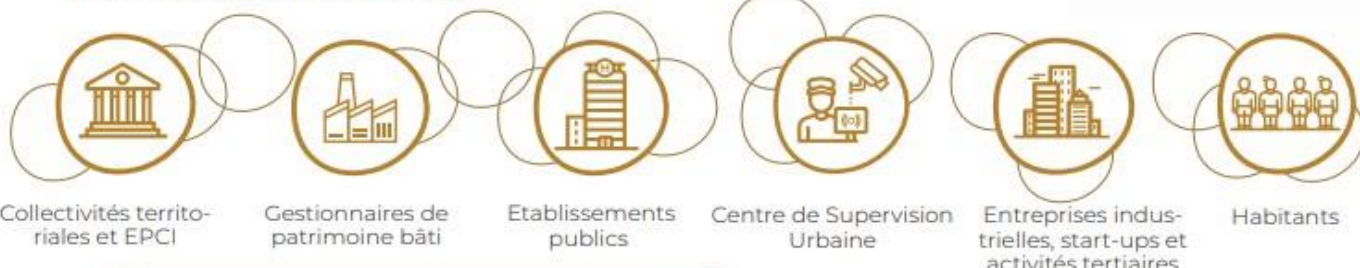 Collectivités territo-
riales et EPCI
Gestionnaires de
patrimoine bâti
Etablissements
publics
Centre de Supervision
Urbaine
Entreprises indus-
trielles, start-ups et
activités tertiaires
Habitants